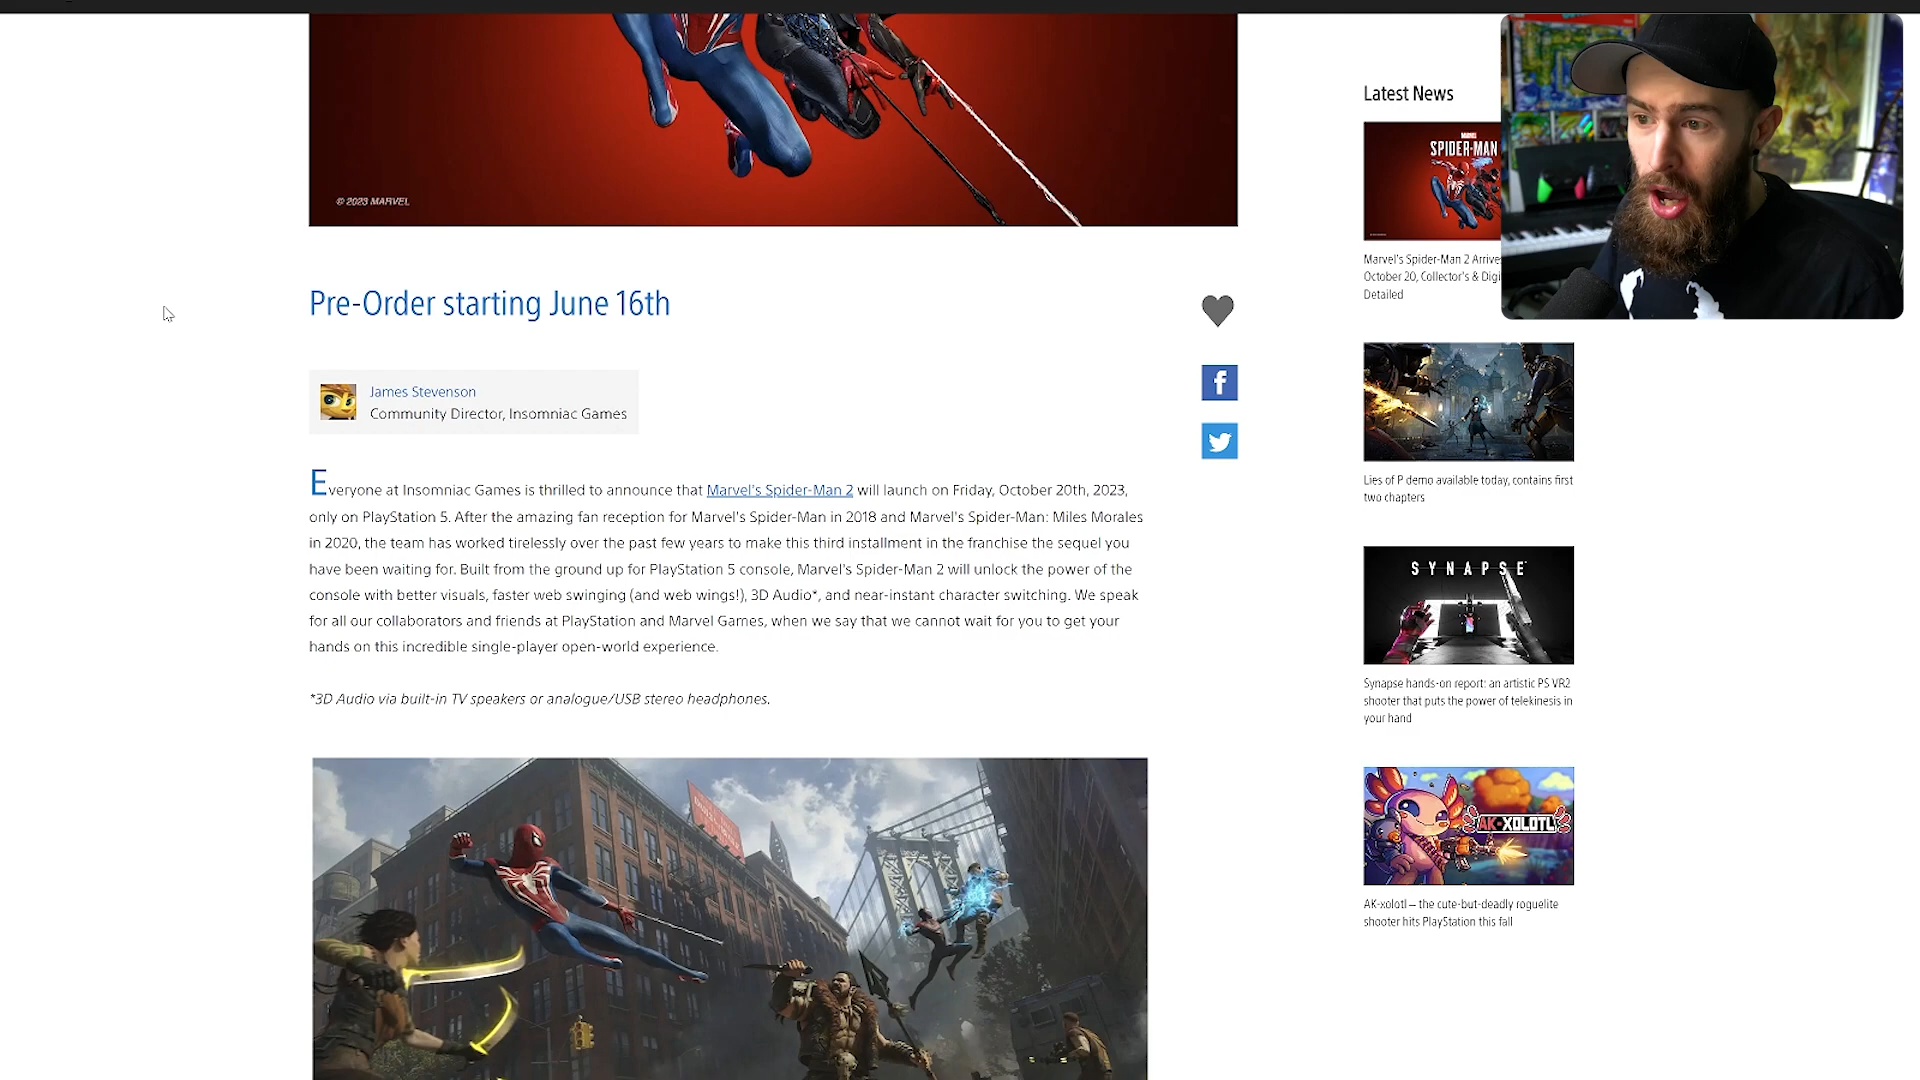 © 2023 MARVEL
Pre-Order starting June 16th
James Stevenson
Community Director, Insomniac Games
Everyone at Insomniac Games is thrilled to announce that Marvel's Spider-Man 2 will launch on Friday, October 20th, 2023,
only on PlayStation 5. After the amazing fan reception for Marvel's Spider-Man in 2018 and Marvel's Spider-Man: Miles Morales
in 2020, the team has worked tirelessly over the past few years to make this third installment in the franchise the sequel you
have been waiting for. Built from the ground up for PlayStation 5 console, Marvel's Spider-Man 2 will unlock the power of the
console with better visuals, faster web swinging (and web wings!), 3D Audio*, and near-instant character switching. We speak
for all our collaborators and friends at PlayStation and Marvel Games, when we say that we cannot wait for you to get your
hands on this incredible single-player open-world experience.
*3D Audio via built-in TV speakers or analogue/USB stereo headphones.
Latest News
MARVEL
SPIDER-MAN
Marvel's Spider-Man 2 Arrives
October 20, Collector's & Digi
Detailed
Lies of P demo available today, contains first
two chapters
SYNAPSE
Synapse hands-on report: an artistic PS VR2
shooter that puts the power of telekinesis in
your hand
AK-XOLOTL
AK-xolotl – the cute-but-deadly roguelite
shooter hits PlayStation this fall